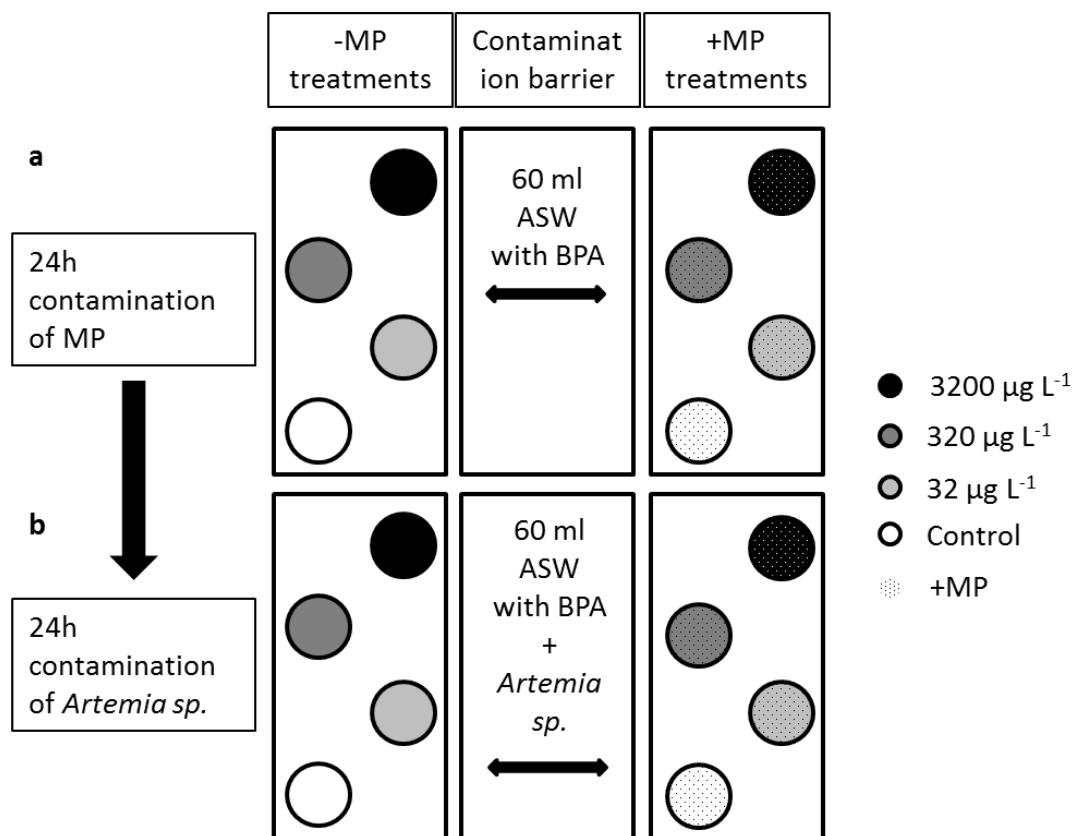 -MP
treatments
Contaminat
ion barrier
+MP
treatments
a
24h
contamination
of MP
60 ml
ASW
with BPA
b
24h
contamination
of Artemia sp.
60 ml
ASW
with BPA
+
Artemia
sp.
3200 µg L⁻¹
320 µg L⁻¹
32 µg L⁻¹
Control
+MP